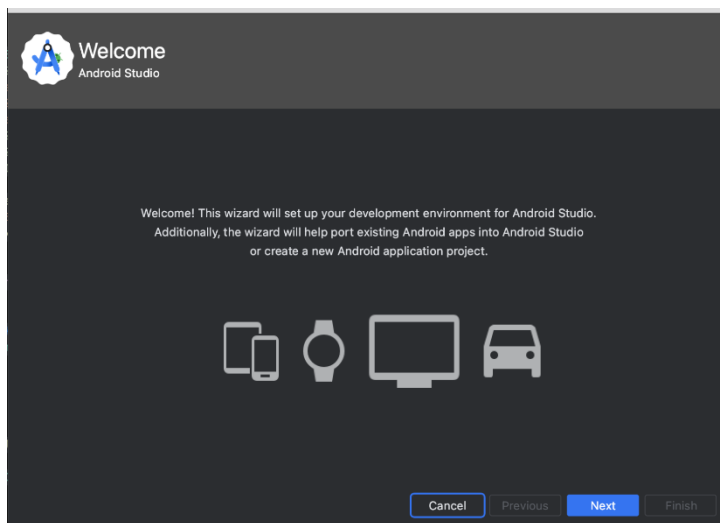 Welcome
Android Studio
Welcome! This wizard will set up your development environment for Android Studio.
Additionally, the wizard will help port existing Android apps into Android Studio
or create a new Android application project.
Cancel
Previous
Next
Finish